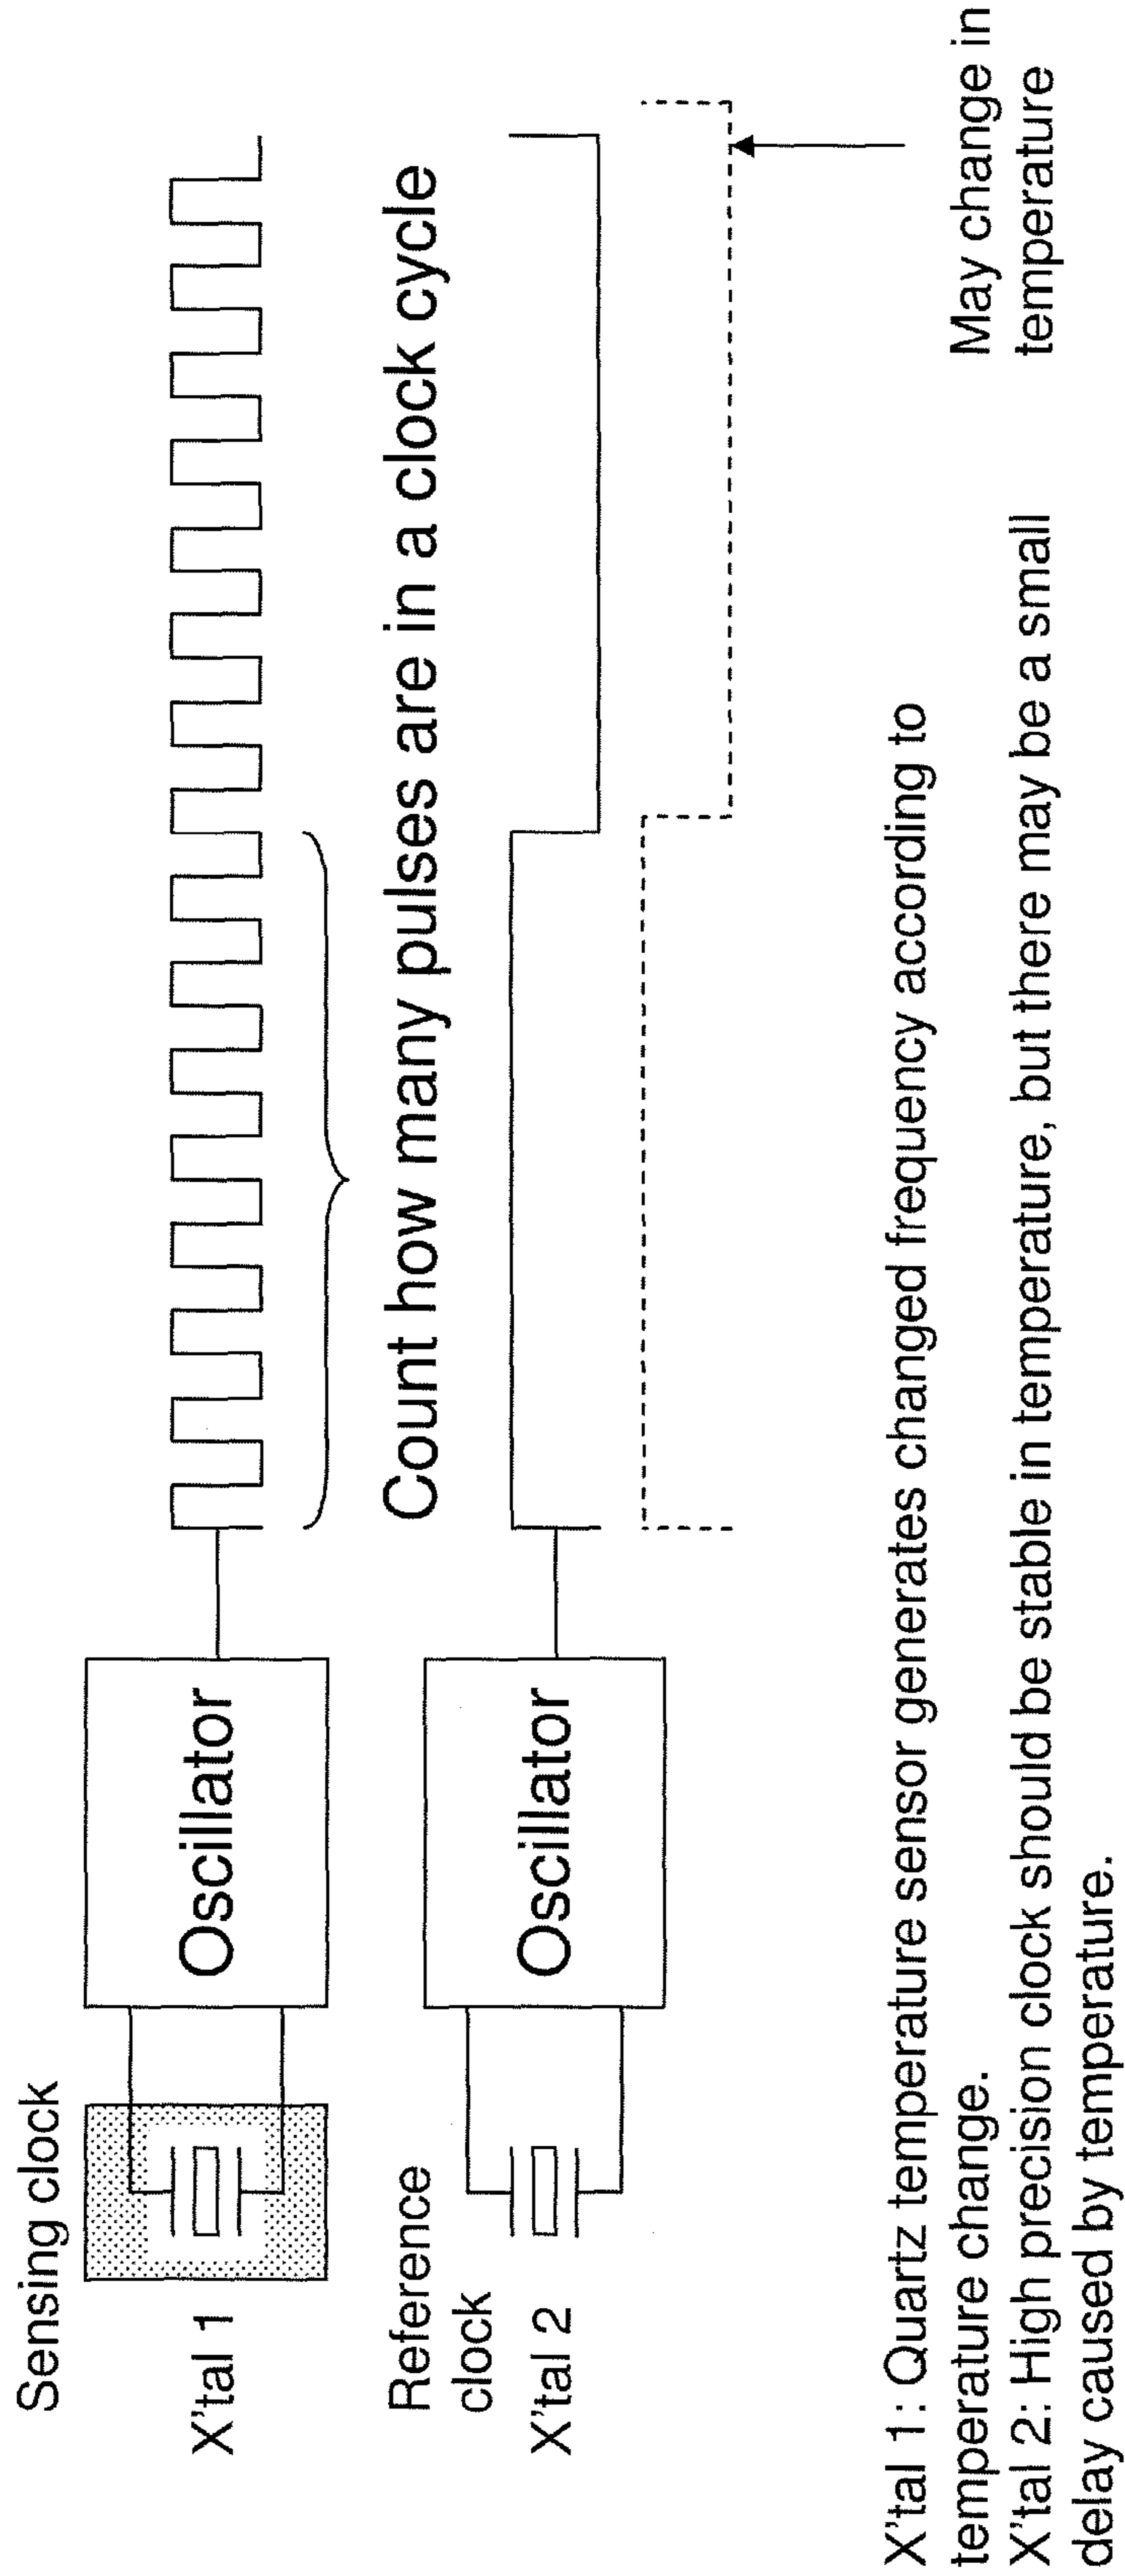 Sensing clock
X'tal 1
Oscillator
Count how many pulses are in a clock cycle
Reference
clock
X'tal 2
Oscillator
May change in
temperature
X'tal 1: Quartz temperature sensor generates changed frequency according to
temperature change.
X'tal 2: High precision clock should be stable in temperature, but there may be a small
delay caused by temperature.